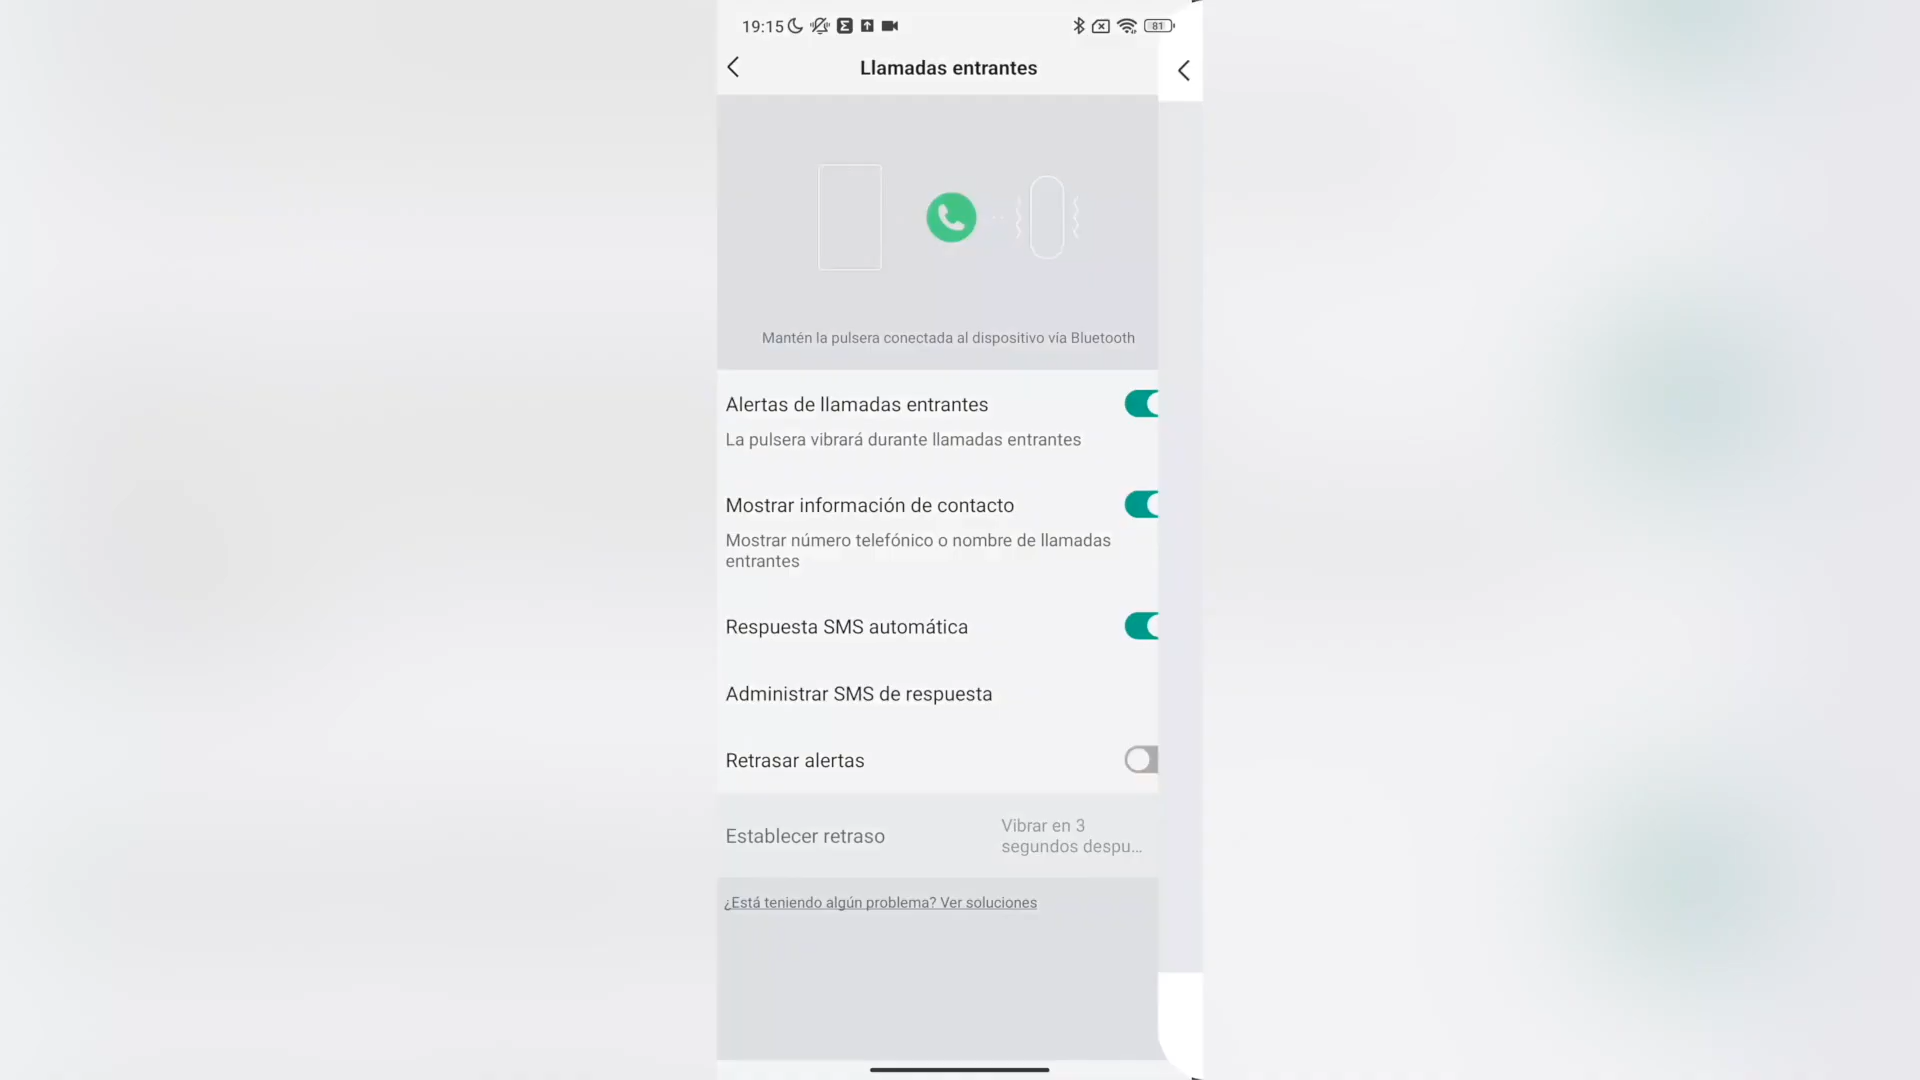 19:15
81
Llamadas entrantes
Mantén la pulsera conectada al dispositivo vía Bluetooth
Alertas de llamadas entrantes
La pulsera vibrará durante llamadas entrantes
Mostrar información de contacto
Mostrar número telefónico o nombre de llamadas
entrantes
Respuesta SMS automática
Administrar SMS de respuesta
Retrasar alertas
Establecer retraso
Vibrar en 3
segundos despu...
¿Está teniendo algún problema? Ver soluciones